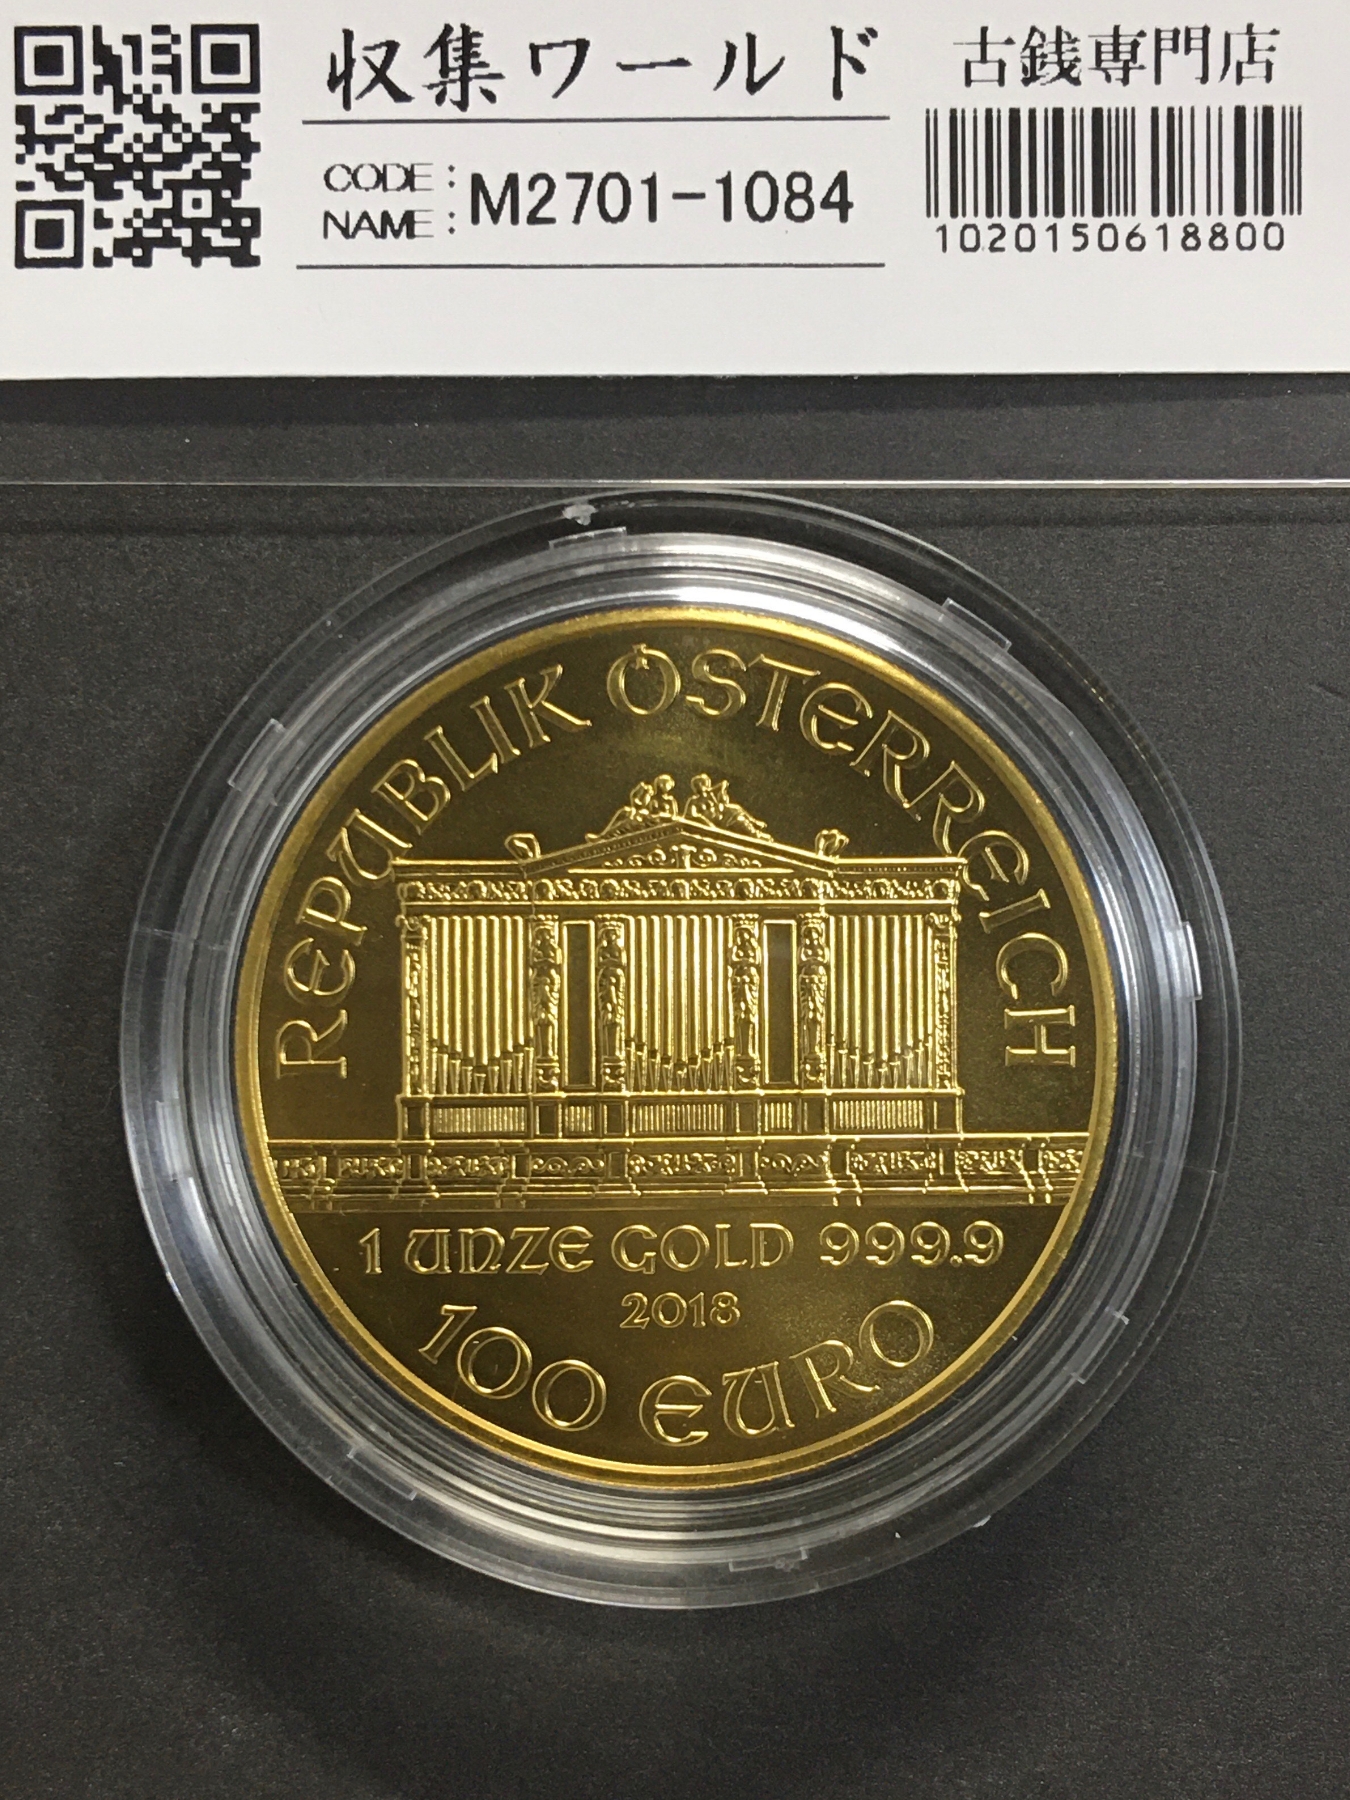 収集ワールド
古銭専門店
CODE :
NAME :
M2701-1084
1020150618800
REPUBLIK ÖSTERREICH
1 UNZE GOLD 999.9
2018
100 EURO